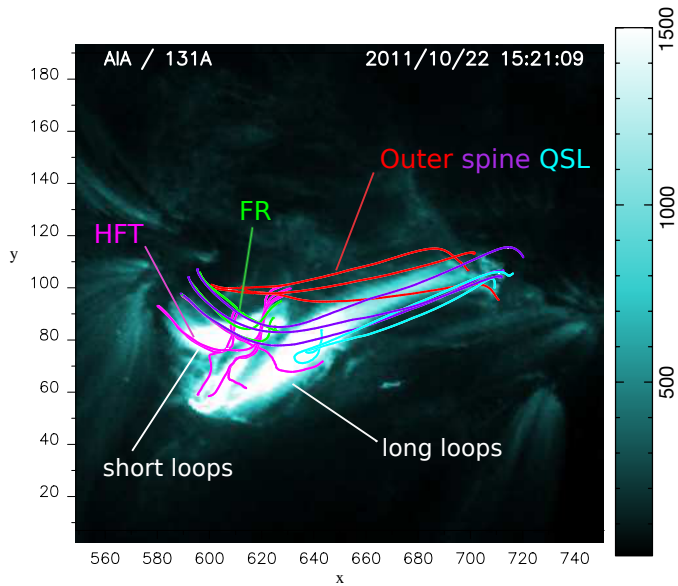 AIA / 131A 2011/10/22 15:21:09
Outer spine QSL
FR
HFT
long loops
short loops
y
180
160
140
120
100
80
60
40
20
560 580 600 620 640 660 680 700 720 740
x
1500
1000
500